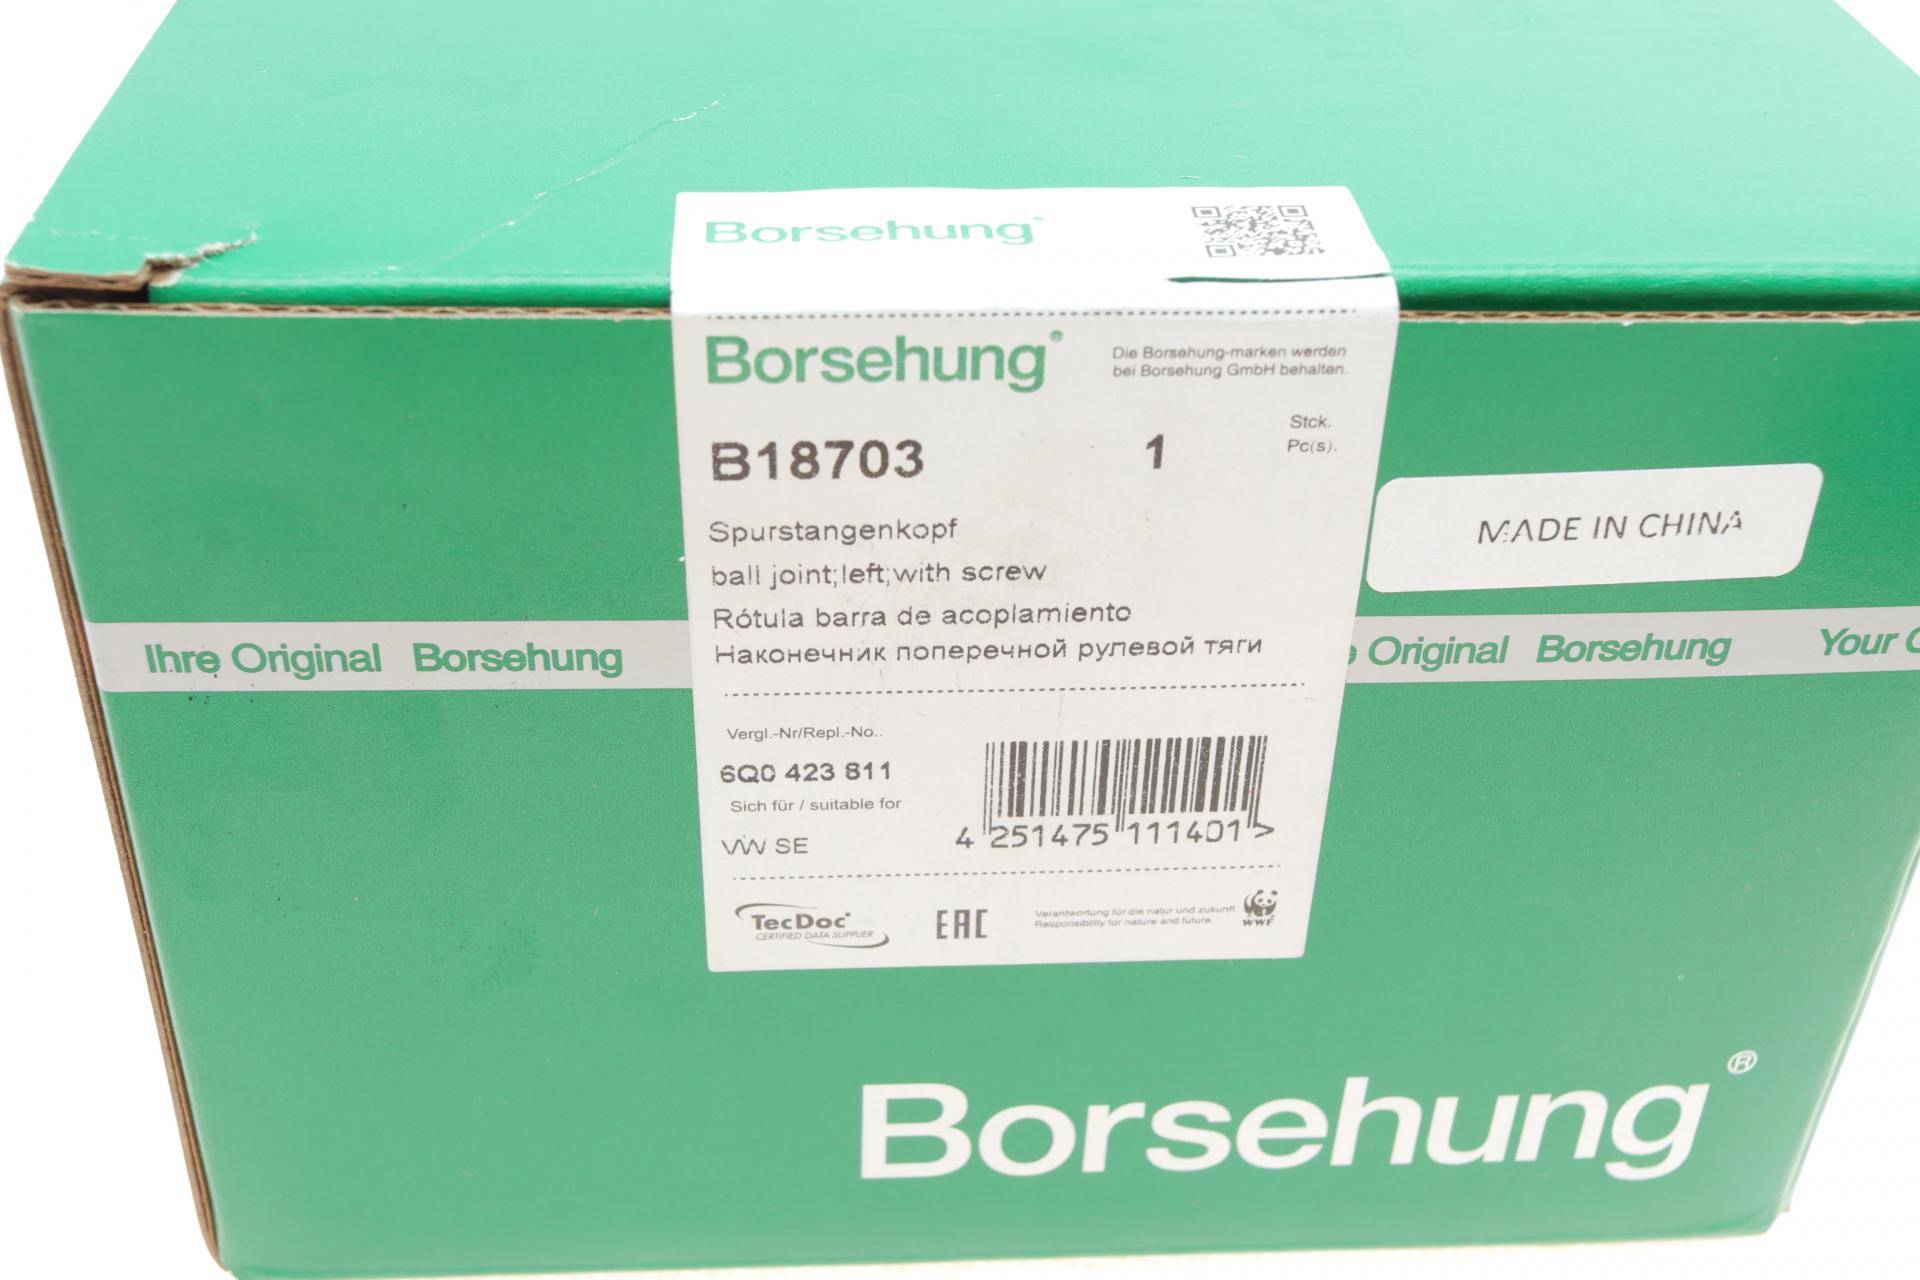 Borsehung®
Borsehung®
Die Borsehung-marken werden
bei Borsehung GmbH behalten.
B18703
1
Stck.
Pc(s).
Spurstangenkopf
ball joint;left;with screw
Rótula barra de acoplamiento
Наконечник поперечной рулевой тяги
MADE IN CHINA
Ihre Original Borsehung
Original Borsehung Your
Vergl.-Nr/Repl.-No..
6Q0 423 811
Sich für / suitable for
VW SE
4 251475 111401 >
TecDoc®
CERTIFIED DATA SUPPLIER
EAC
Verantwortung für die natur und zukunft.
Responsibility for nature and future.
WWF
Borsehung®